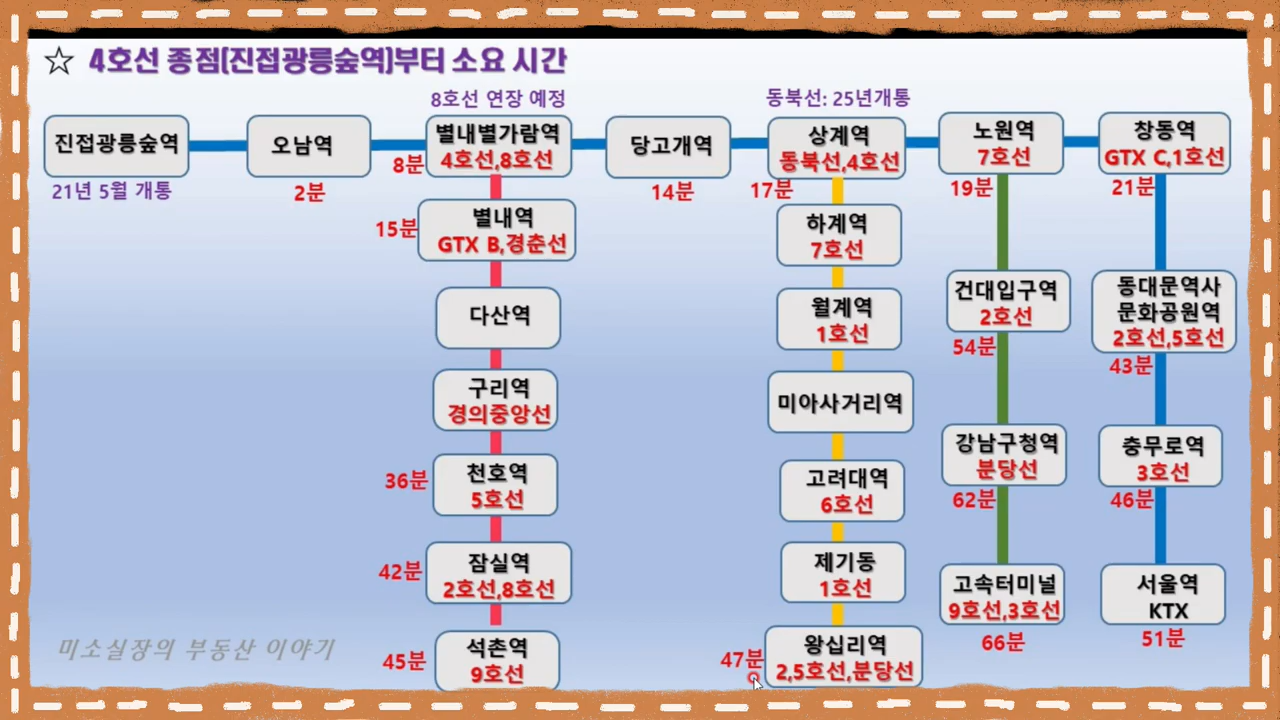 ☆ 4호선 종점(진접광릉숲역)부터 소요 시간
8호선 연장 예정
동북선: 25년개통
진접광릉숲역
21년 5월 개통
오남역
2분
별내별가람역
4호선,8호선
8분
당고개역
14분
상계역
동북선,4호선
17분
노원역
7호선
19분
창동역
GTX C,1호선
21분
별내역
GTX B,경춘선
15분
다산역
구리역
경의중앙선
천호역
5호선
36분
잠실역
2호선,8호선
42분
석촌역
9호선
45분
하계역
7호선
월계역
1호선
미아사거리역
고려대역
6호선
제기동
1호선
왕십리역
2,5호선,분당선
47분
건대입구역
2호선
54분
강남구청역
분당선
62분
고속터미널
9호선,3호선
66분
동대문역사
문화공원역
2호선,5호선
43분
충무로역
3호선
46분
서울역
KTX
51분
미소실장의 부동산 이야기